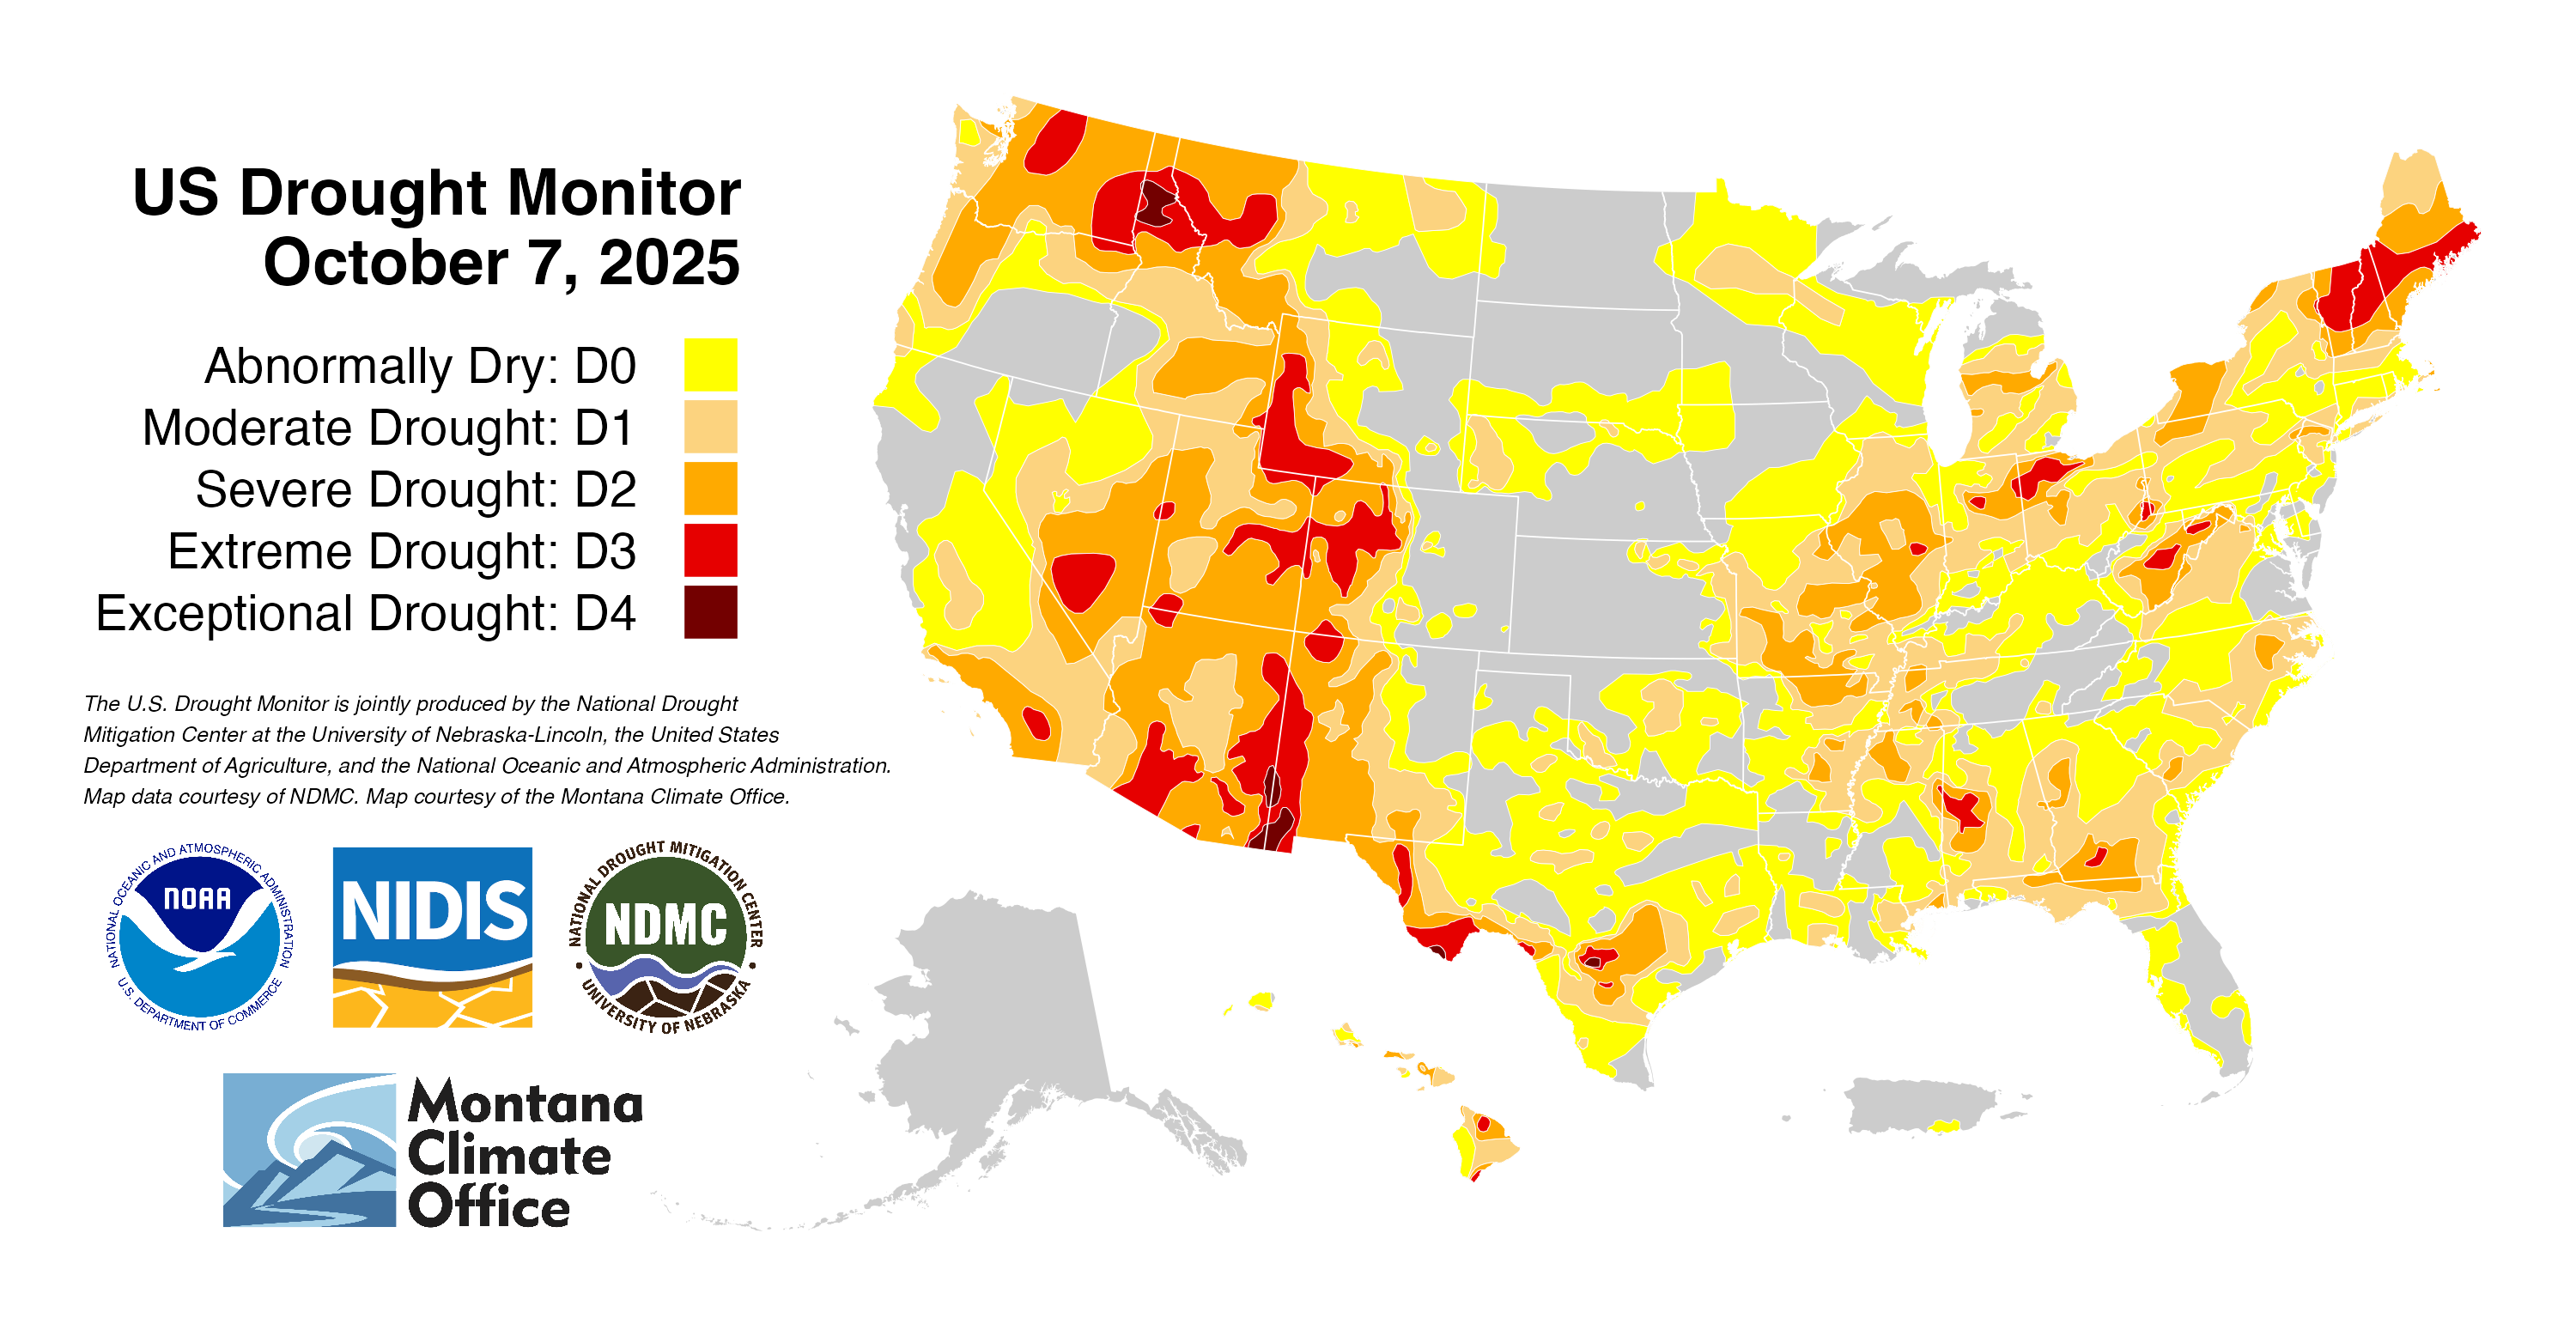 US Drought Monitor
October 7, 2025
Abnormally Dry: D0
Moderate Drought: D1
Severe Drought: D2
Extreme Drought: D3
Exceptional Drought: D4
The U.S. Drought Monitor is jointly produced by the National Drought
Mitigation Center at the University of Nebraska-Lincoln, the United States
Department of Agriculture, and the National Oceanic and Atmospheric Administration.
Map data courtesy of NDMC. Map courtesy of the Montana Climate Office.
NATIONAL OCEANIC AND ATMOSPHERIC ADMINISTRATION
NOAA
U.S. DEPARTMENT OF COMMERCE
NIDIS
NATIONAL DROUGHT MITIGATION CENTER
NDMC
UNIVERSITY OF NEBRASKA
Montana
Climate
Office